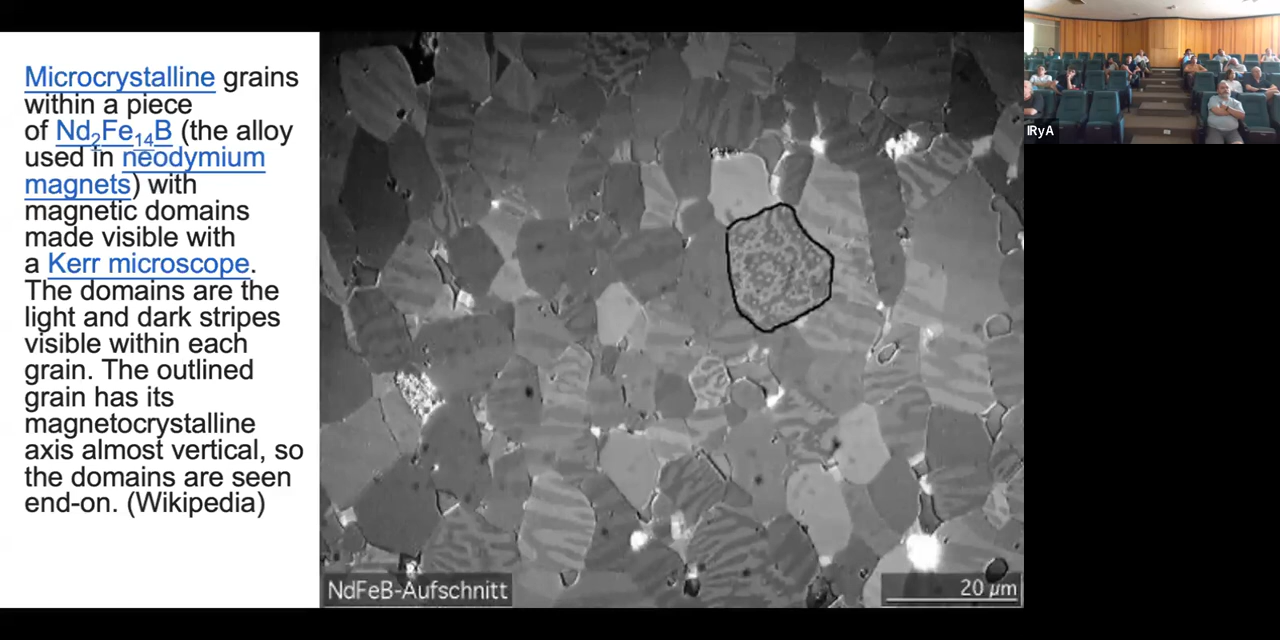 Microcrystalline grains
within a piece
of Nd2Fe14B (the alloy
used in neodymium
magnets) with
magnetic domains
made visible with
a Kerr microscope.
The domains are the
light and dark stripes
visible within each
grain. The outlined
grain has its
magnetocrystalline
axis almost vertical, so
the domains are seen
end-on. (Wikipedia)
NdFeB-Aufschnitt
20 µm
IRyA